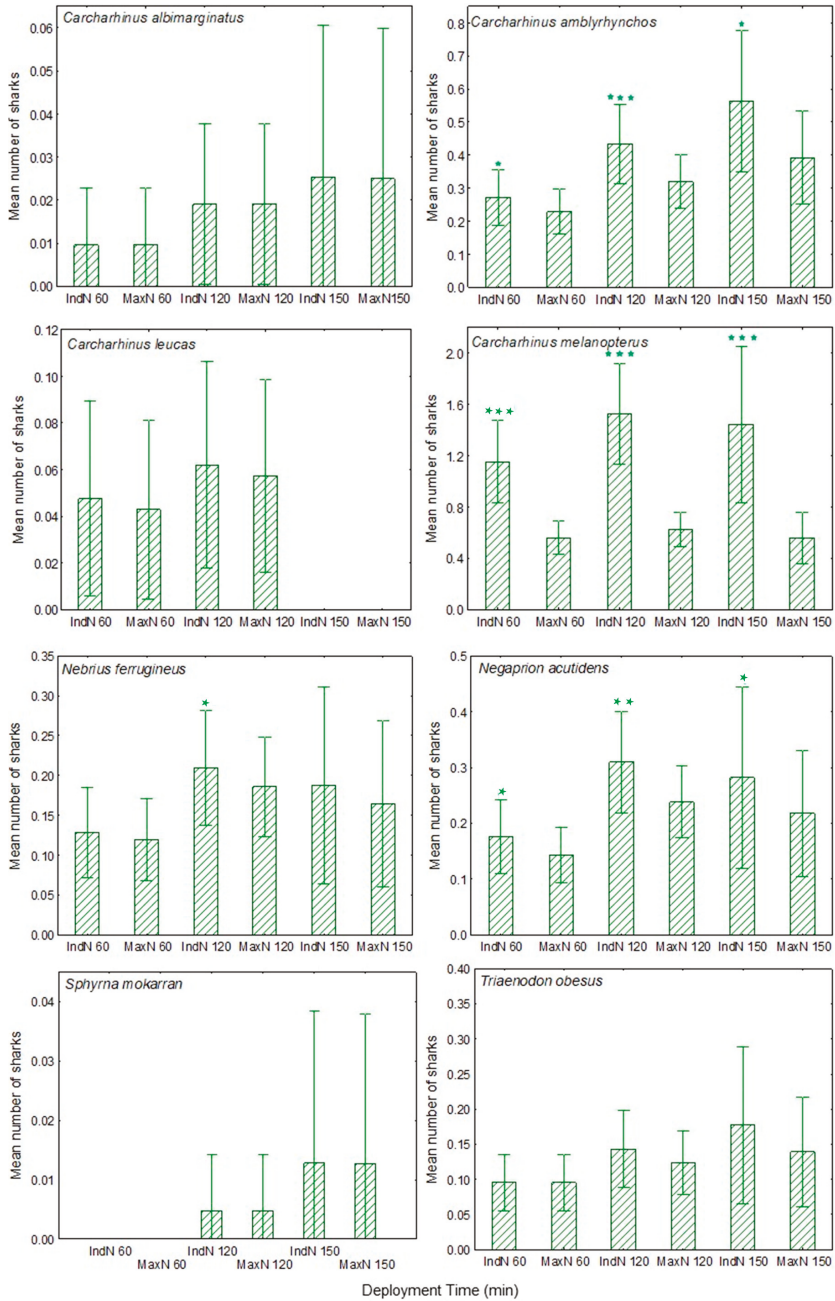 Carcharhinus albimarginatus
Mean number of sharks
0.06
0.05
0.04
0.03
0.02
0.01
0.00
IndN 60 MaxN 60 IndN 120 MaxN 120 IndN 150 MaxN150
Carcharhinus amblyrhynchos
Mean number of sharks
0.8
0.7
0.6
0.5
0.4
0.3
0.2
0.1
0.0
* *** *
IndN 60 MaxN 60 IndN 120 MaxN 120 IndN 150 MaxN 150
Carcharhinus leucas
Mean number of sharks
0.12
0.10
0.08
0.06
0.04
0.02
0.00
IndN 60 MaxN 60 IndN 120 MaxN 120 IndN 150 MaxN 150
Carcharhinus melanopterus
Mean number of sharks
2.0
1.6
1.2
0.8
0.4
0.0
*** *** ***
IndN 60 MaxN 60 IndN 120 MaxN 120 IndN 150 MaxN 150
Nebrius ferrugineus
Mean number of sharks
0.35
0.30
0.25
0.20
0.15
0.10
0.05
0.00
*
IndN 60 MaxN 60 IndN 120 MaxN 120 IndN 150 MaxN 150
Negaprion acutidens
Mean number of sharks
0.5
0.4
0.3
0.2
0.1
0.0
* ** *
IndN 60 MaxN 60 IndN 120 MaxN 120 IndN 150 MaxN 150
Sphyrna mokarran
Mean number of sharks
0.04
0.03
0.02
0.01
0.00
IndN 60 IndN 120 IndN 150
MaxN 60 MaxN 120 MaxN 150
Triaenodon obesus
Mean number of sharks
0.40
0.35
0.30
0.25
0.20
0.15
0.10
0.05
0.00
IndN 60 MaxN 60 IndN 120 MaxN 120 IndN 150 MaxN 150
Deployment Time (min)